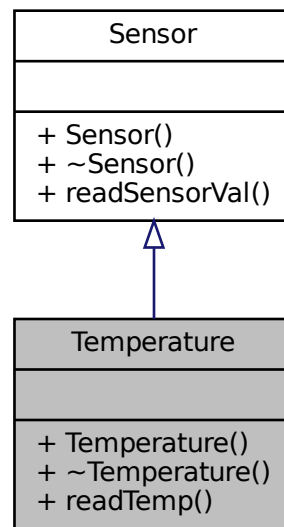 Sensor
+ Sensor()
+ ~Sensor()
+ readSensorVal()
Temperature
+ Temperature()
+ ~Temperature()
+ readTemp()